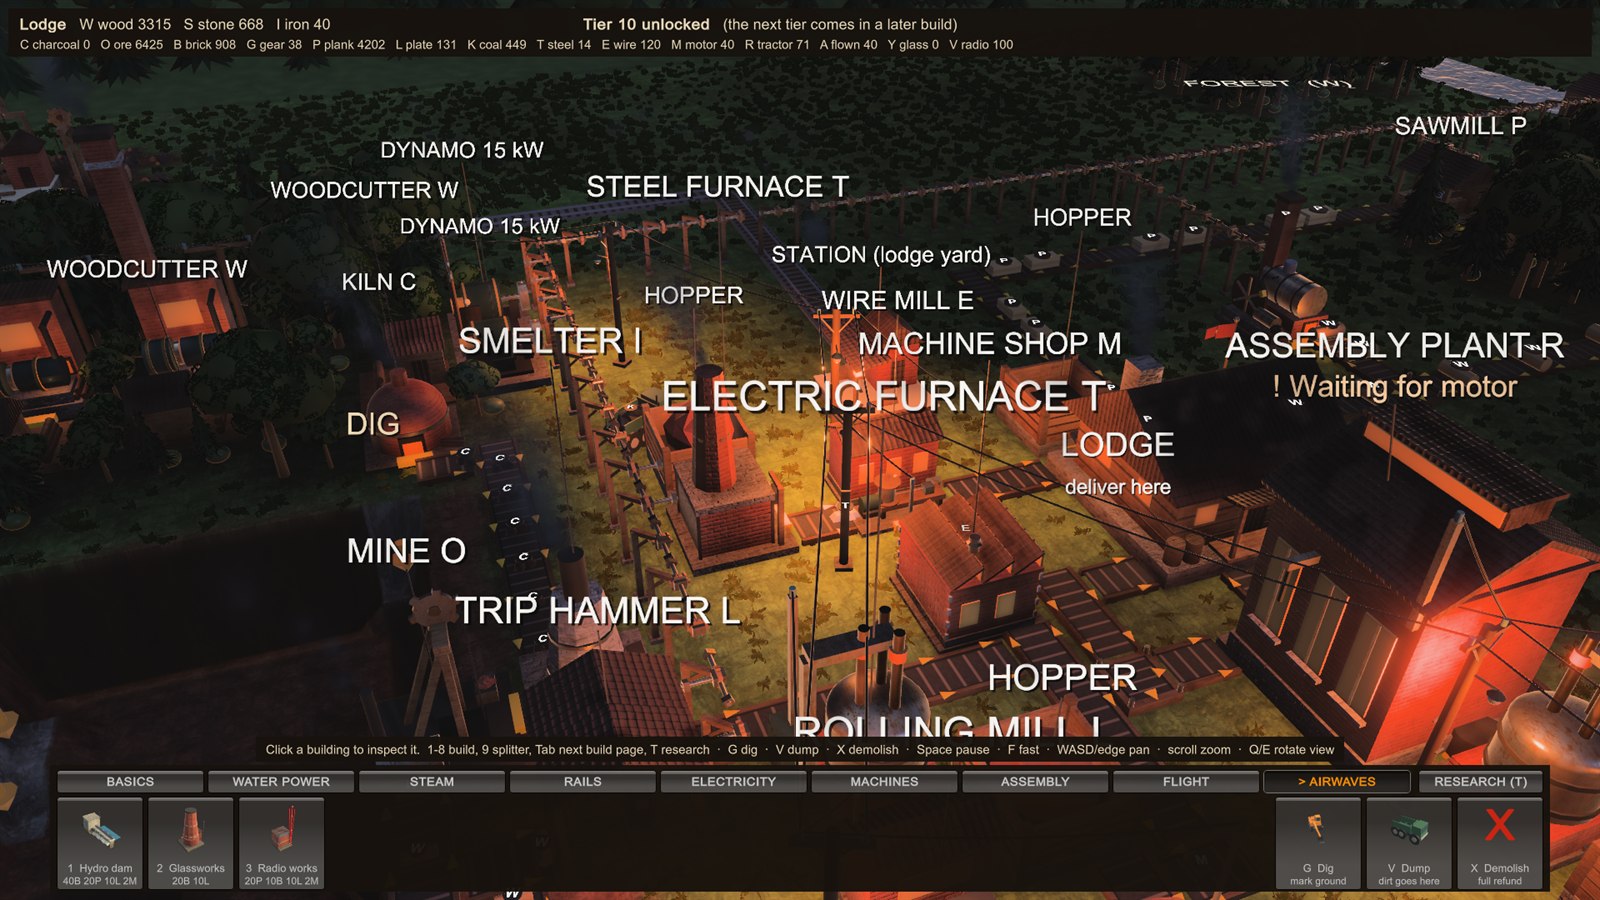 Lodge W wood 3315 S stone 668 I iron 40
Tier 10 unlocked (the next tier comes in a later build)
C charcoal 0 O ore 6425 B brick 908 G gear 38 P plank 4202 L plate 131 K coal 449 T steel 14 E wire 120 M motor 40 R tractor 71 A flown 40 Y glass 0 V radio 100
FOREST (W)
SAWMILL P
DYNAMO 15 kW
WOODCUTTER W
STEEL FURNACE T
DYNAMO 15 kW
HOPPER
STATION (lodge yard)
WOODCUTTER W
KILN C
HOPPER
WIRE MILL E
SMELTER I
MACHINE SHOP M
ASSEMBLY PLANT R
! Waiting for motor
ELECTRIC FURNACE T
DIG
LODGE
deliver here
MINE O
TRIP HAMMER L
HOPPER
ROLLING MILL L
Click a building to inspect it. 1-8 build, 9 splitter, Tab next build page, T research · G dig · V dump · X demolish · Space pause · F fast · WASD/edge pan · scroll zoom · Q/E rotate view
BASICS WATER POWER STEAM RAILS ELECTRICITY MACHINES ASSEMBLY FLIGHT > AIRWAVES RESEARCH (T)
1 Hydro dam
40B 20P 10L 2M
2 Glassworks
20B 10L
3 Radio works
20P 10B 10L 2M
G Dig
mark ground
V Dump
dirt goes here
X Demolish
full refund